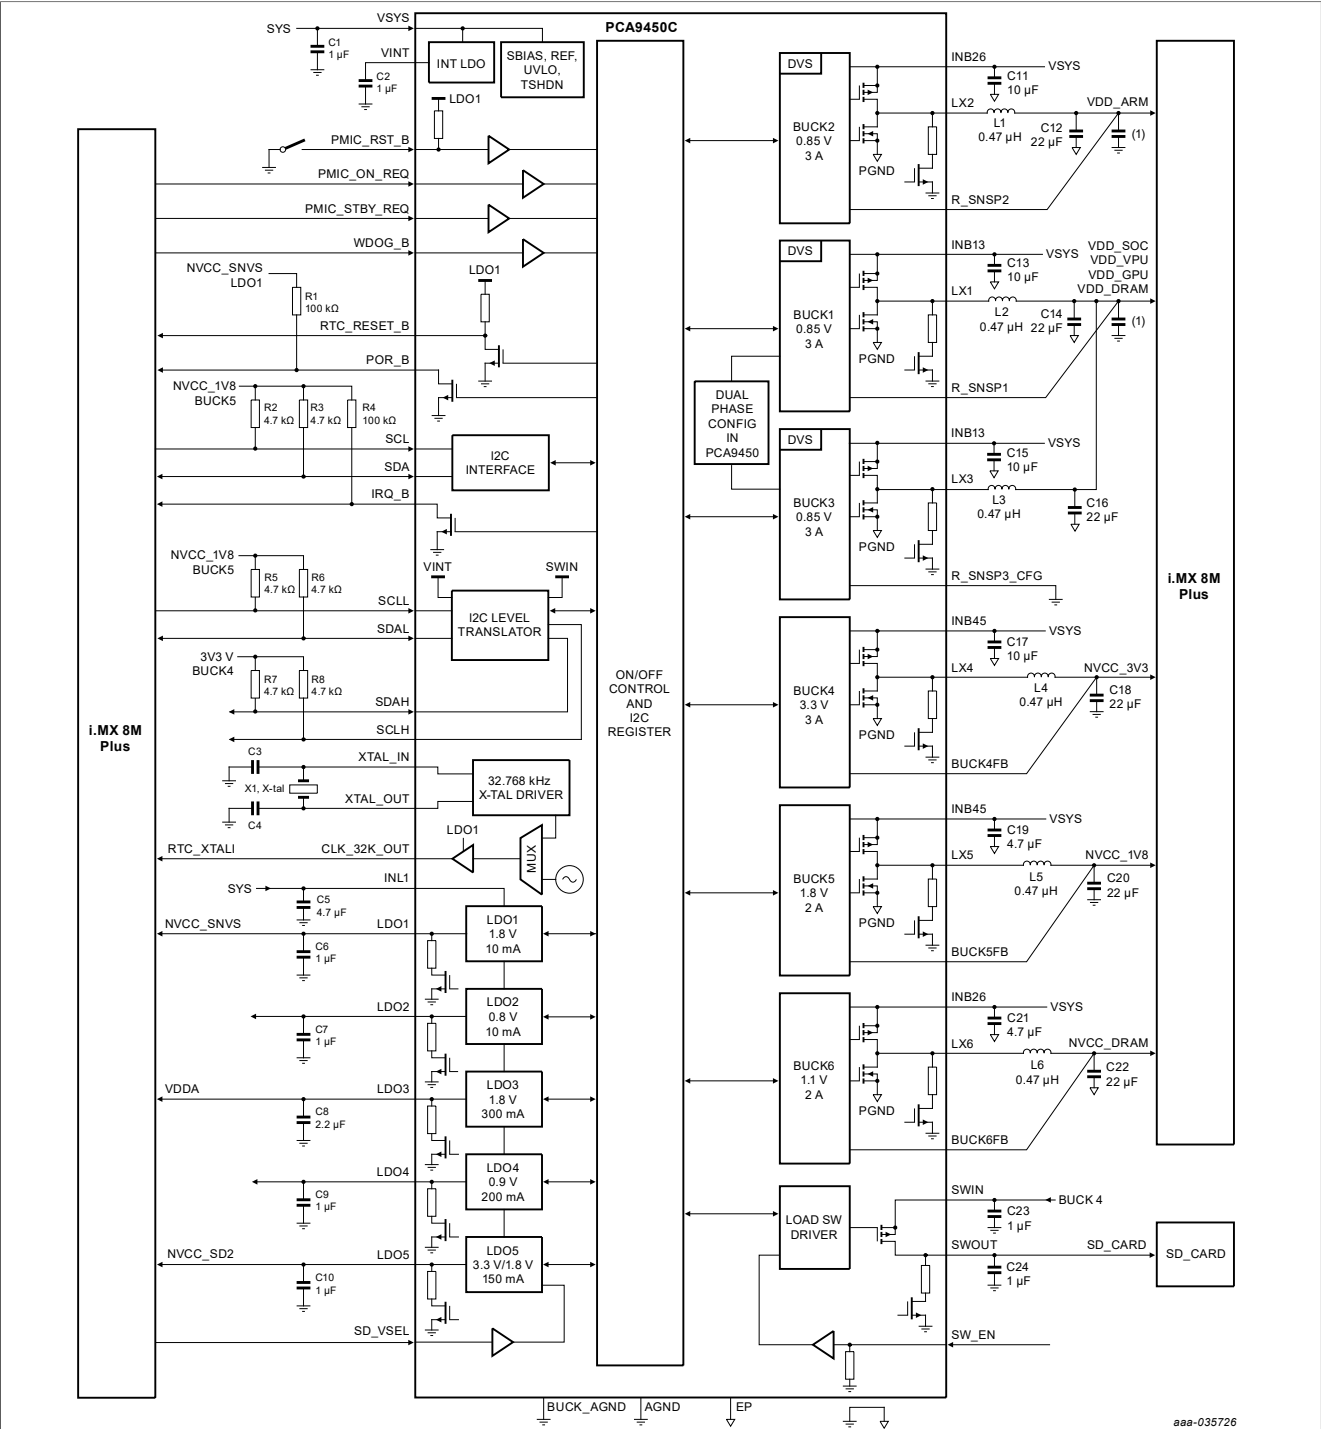 PCA9450C
SYS
VSYS
C1
1 µF
VINT
C2
1 µF
INT LDO
SBIAS, REF,
UVLO,
TSHDN
LDO1
PMIC_RST_B
PMIC_ON_REQ
PMIC_STBY_REQ
WDOG_B
NVCC_SNVS
LDO1
R1
100 kΩ
LDO1
RTC_RESET_B
POR_B
NVCC_1V8
BUCK5
R2
4.7 kΩ
R3
4.7 kΩ
R4
100 kΩ
SCL
SDA
IRQ_B
I2C
INTERFACE
NVCC_1V8
BUCK5
R5
4.7 kΩ
R6
4.7 kΩ
VINT
SWIN
SCLL
SDAL
I2C LEVEL
TRANSLATOR
3V3 V
BUCK4
R7
4.7 kΩ
R8
4.7 kΩ
SDAH
SCLH
i.MX 8M
Plus
C3
XTAL_IN
X1, X-tal
XTAL_OUT
C4
32.768 kHz
X-TAL DRIVER
LDO1
MUX
RTC_XTALI
CLK_32K_OUT
SYS
INL1
C5
4.7 µF
NVCC_SNVS
LDO1
C6
1 µF
LDO1
1.8 V
10 mA
LDO2
C7
1 µF
LDO2
0.8 V
10 mA
VDDA
LDO3
C8
2.2 µF
LDO3
1.8 V
300 mA
LDO4
C9
1 µF
LDO4
0.9 V
200 mA
NVCC_SD2
LDO5
C10
1 µF
LDO5
3.3 V/1.8 V
150 mA
SD_VSEL
ON/OFF
CONTROL
AND
I2C
REGISTER
DVS
BUCK2
0.85 V
3 A
PGND
INB26
VSYS
C11
10 µF
LX2
L1
0.47 µH
C12
22 µF
VDD_ARM
(1)
R_SNSP2
DVS
BUCK1
0.85 V
3 A
PGND
INB13
VSYS
C13
10 µF
VDD_SOC
VDD_VPU
VDD_GPU
VDD_DRAM
LX1
L2
0.47 µH
C14
22 µF
(1)
R_SNSP1
DUAL
PHASE
CONFIG
IN
PCA9450
DVS
BUCK3
0.85 V
3 A
PGND
INB13
VSYS
C15
10 µF
LX3
L3
0.47 µH
C16
22 µF
R_SNSP3_CFG
i.MX 8M
Plus
BUCK4
3.3 V
3 A
PGND
INB45
VSYS
C17
10 µF
LX4
L4
0.47 µH
NVCC_3V3
C18
22 µF
BUCK4FB
BUCK5
1.8 V
2 A
PGND
INB45
VSYS
C19
4.7 µF
LX5
L5
0.47 µH
NVCC_1V8
C20
22 µF
BUCK5FB
BUCK6
1.1 V
2 A
PGND
INB26
VSYS
C21
4.7 µF
LX6
L6
0.47 µH
NVCC_DRAM
C22
22 µF
BUCK6FB
LOAD SW
DRIVER
SWIN
BUCK 4
C23
1 µF
SWOUT
SD_CARD
C24
1 µF
SD_CARD
SW_EN
BUCK_AGND
AGND
EP
aaa-035726